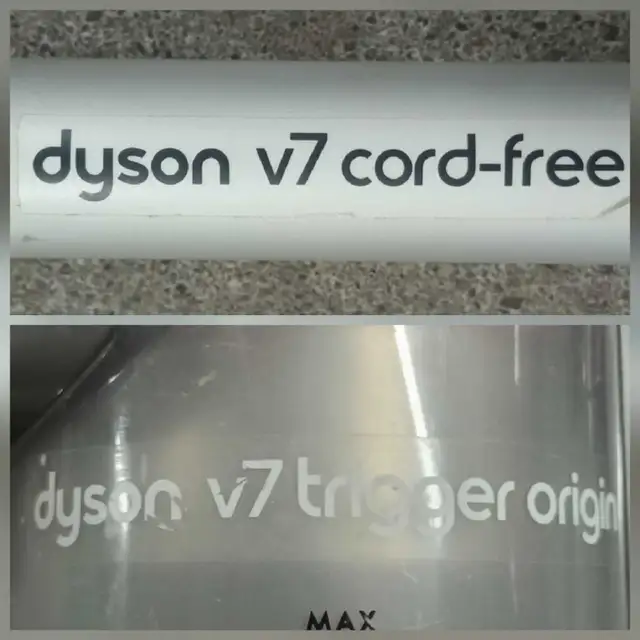 dyson v7 cord-free
dyson v7 trigger origin
MAX